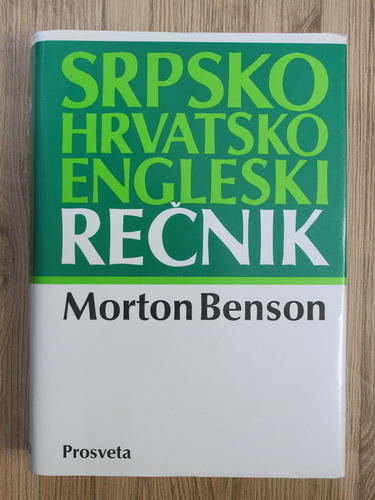 SRPSKO
HRVATSKO
ENGLESKI
REČNIK
Morton Benson
Prosveta